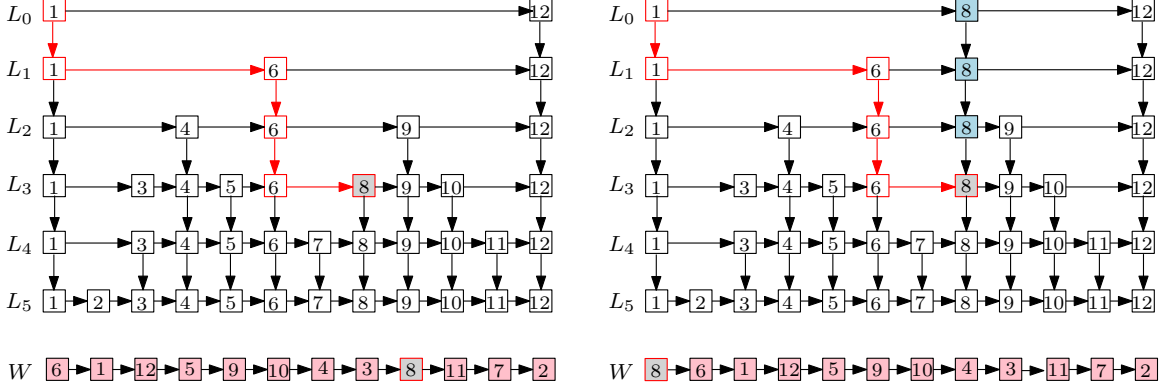 L0 1 12 L0 1 8 12
L1 1 6 12 L1 1 6 8 12
L2 1 4 6 9 12 L2 1 4 6 8 9 12
L3 1 3 4 5 6 8 9 10 12 L3 1 3 4 5 6 8 9 10 12
L4 1 3 4 5 6 7 8 9 10 11 12 L4 1 3 4 5 6 7 8 9 10 11 12
L5 1 2 3 4 5 6 7 8 9 10 11 12 L5 1 2 3 4 5 6 7 8 9 10 11 12
W 6 1 12 5 9 10 4 3 8 11 7 2 W 8 6 1 12 5 9 10 4 3 11 7 2